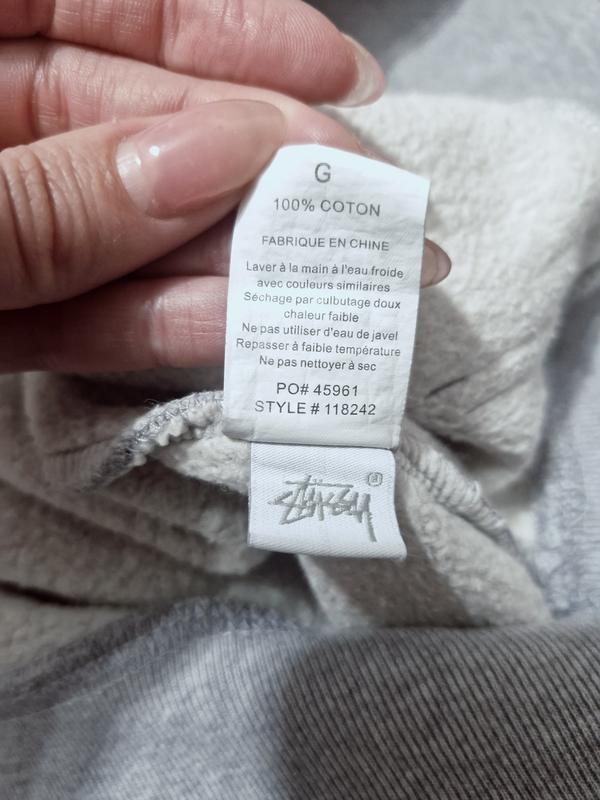 G
100% COTON
FABRIQUE EN CHINE
Laver à la main à l'eau froide
avec couleurs similaires
Séchage par culbutage doux
chaleur faible
Ne pas utiliser d'eau de javel
Repasser à faible température
Ne pas nettoyer à sec
PO# 45961
STYLE # 118242
Stüssy ®